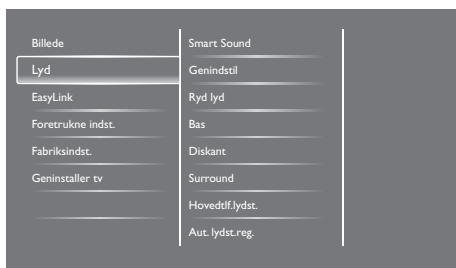 Billede
Lyd
EasyLink
Foretrukne indst.
Fabriksindst.
Geninstaller tv
Smart Sound
Genindstil
Ryd lyd
Bas
Diskant
Surround
Hovedtlf.lydst.
Aut. lydst.reg.